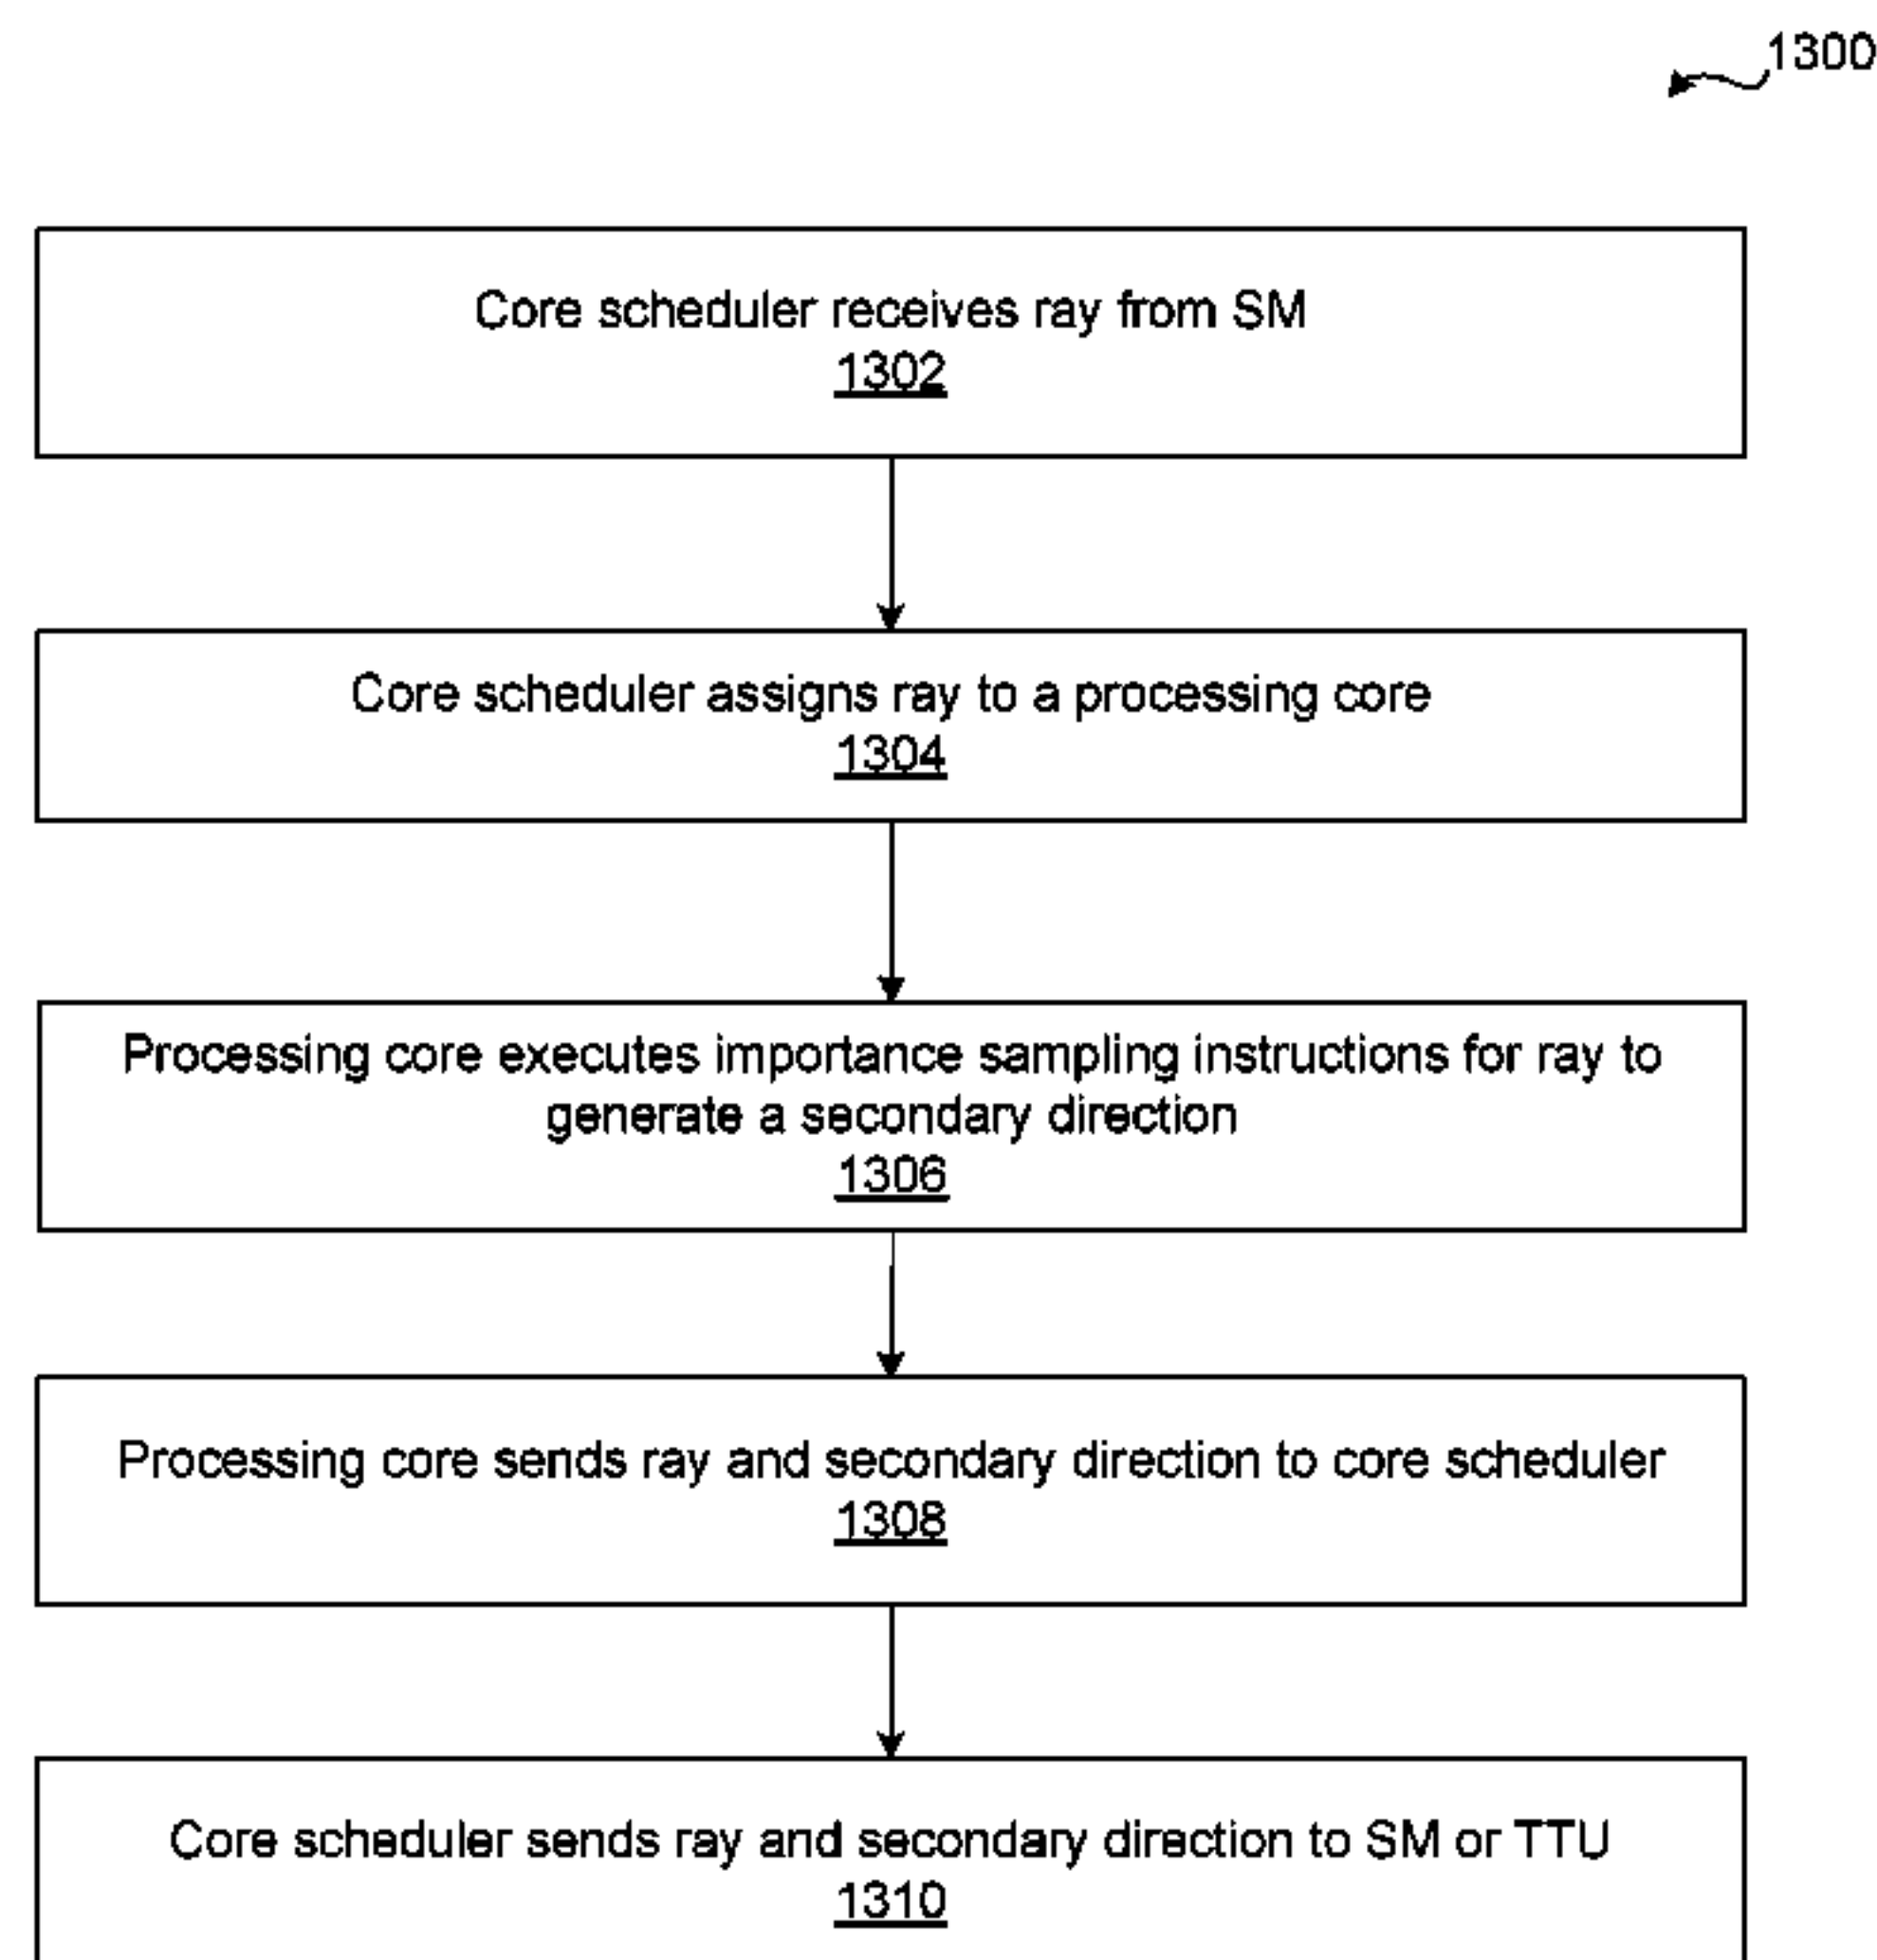 1300
Core scheduler receives ray from SM
1302
Core scheduler assigns ray to a processing core
1304
Processing core executes importance sampling instructions for ray to
generate a secondary direction
1306
Processing core sends ray and secondary direction to core scheduler
1308
Core scheduler sends ray and secondary direction to SM or TTU
1310